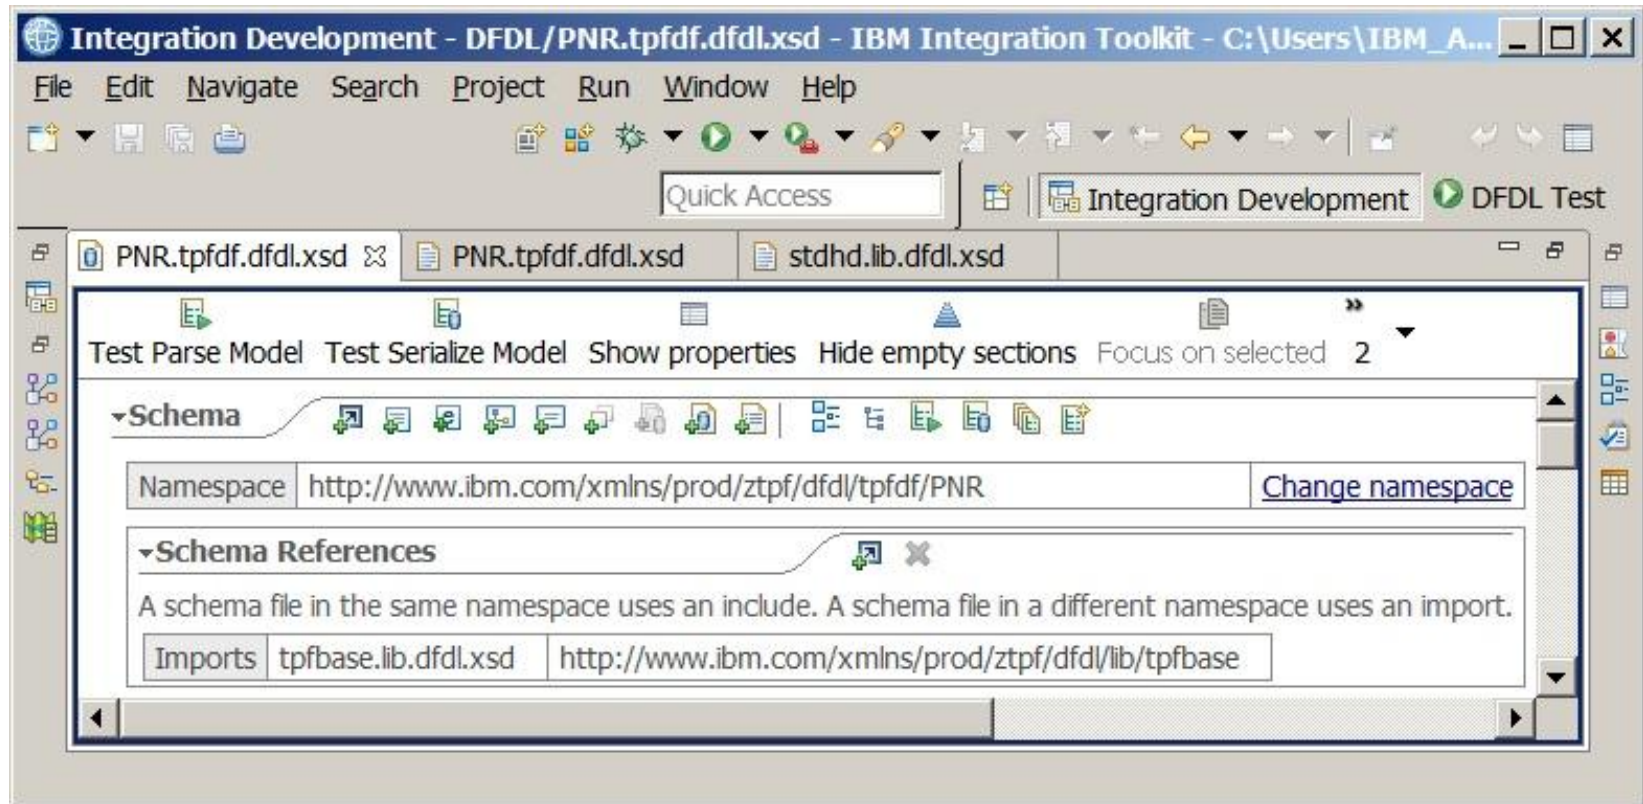 Integration Development - DFDL/PNR.tpfdf.dfdl.xsd - IBM Integration Toolkit - C:\Users\IBM_A...
File Edit Navigate Search Project Run Window Help
Quick Access
Integration Development
DFDL Test
PNR.tpfdf.dfdl.xsd PNR.tpfdf.dfdl.xsd stdhd.lib.dfdl.xsd
»
Test Parse Model Test Serialize Model Show properties Hide empty sections Focus on selected 2
Schema
Namespace http://www.ibm.com/xmlns/prod/ztpf/dfdl/tpfdf/PNR Change namespace
Schema References
A schema file in the same namespace uses an include. A schema file in a different namespace uses an import.
Imports tpfbase.lib.dfdl.xsd http://www.ibm.com/xmlns/prod/ztpf/dfdl/lib/tpfbase